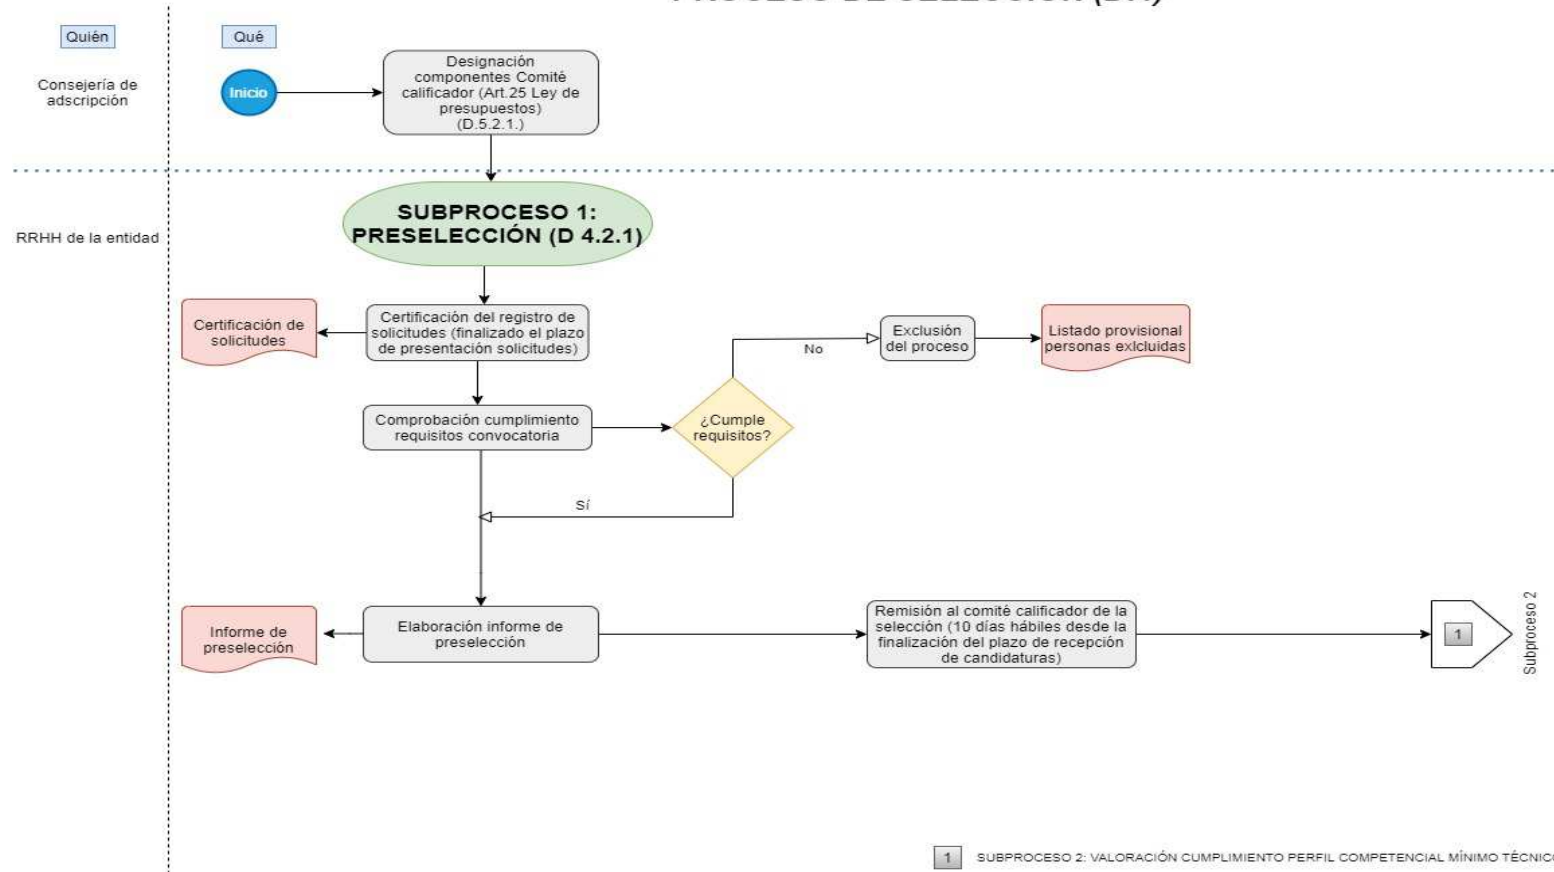 Quién
Qué
Consejería de
adscripción
Inicio
Designación
componentes Comité
calificador (Art.25 Ley de
presupuestos)
(D.5.2.1.)
SUBPROCESO 1:
PRESELECCIÓN (D 4.2.1)
RRHH de la entidad
Certificación de
solicitudes
Certificación del registro de
solicitudes (finalizado el plazo
de presentación solicitudes)
No
Exclusión
del proceso
Listado provisional
personas exlcluidas
Comprobación cumplimiento
requisitos convocatoria
¿Cumple
requisitos?
Sí
Informe de
preselección
Elaboración informe de
preselección
Remisión al comité calificador de la
selección (10 días hábiles desde la
finalización del plazo de recepción
de candidaturas)
1
Subproceso 2
1 SUBPROCESO 2: VALORACIÓN CUMPLIMIENTO PERFIL COMPETENCIAL MÍNIMO TÉCNICO